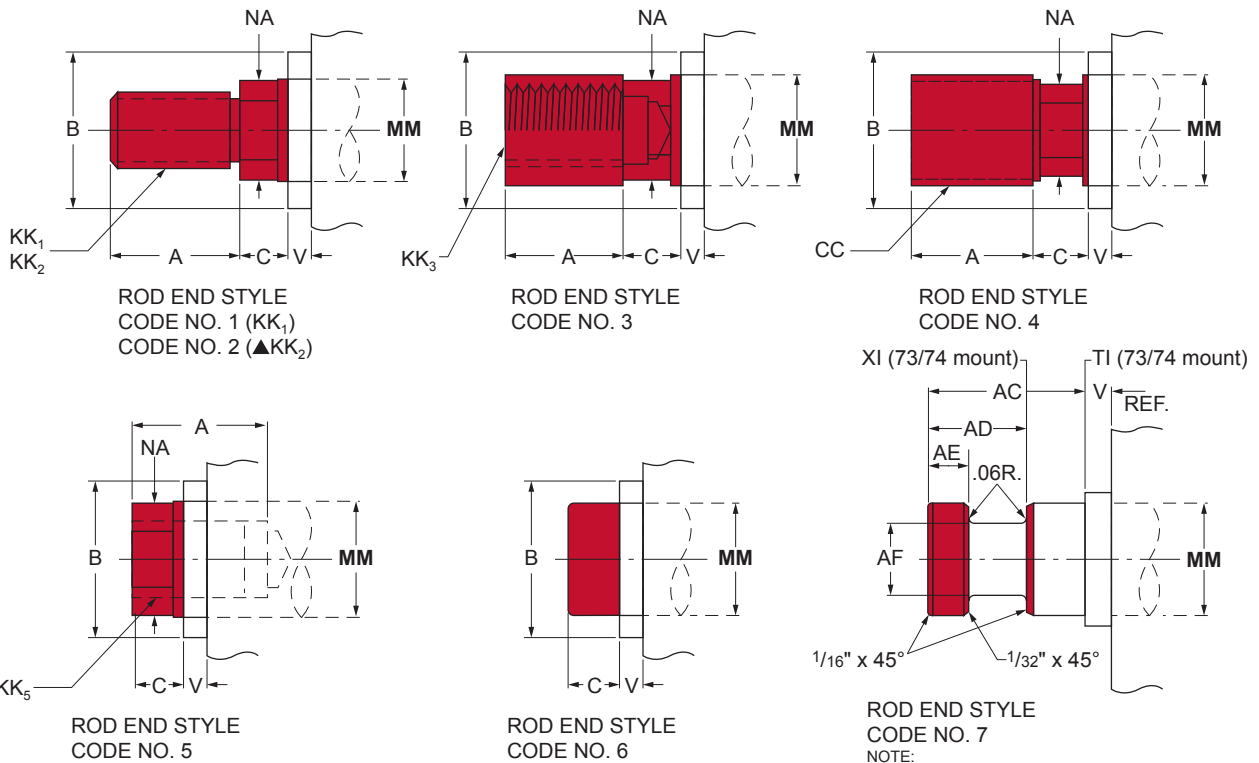 NA
B
MM
KK₁
KK₂
A
C
V
ROD END STYLE
CODE NO. 1 (KK₁)
CODE NO. 2 (▲KK₂)
NA
B
MM
KK₃
A
C
V
ROD END STYLE
CODE NO. 3
NA
B
MM
CC
A
C
V
ROD END STYLE
CODE NO. 4
A
NA
B
MM
KK₅
C
V
ROD END STYLE
CODE NO. 5
B
MM
C
V
ROD END STYLE
CODE NO. 6
XI (73/74 mount)
TI (73/74 mount)
AC
V
REF.
AD
AE
.06R.
AF
MM
1/16" x 45°
1/32" x 45°
ROD END STYLE
CODE NO. 7
NOTE: